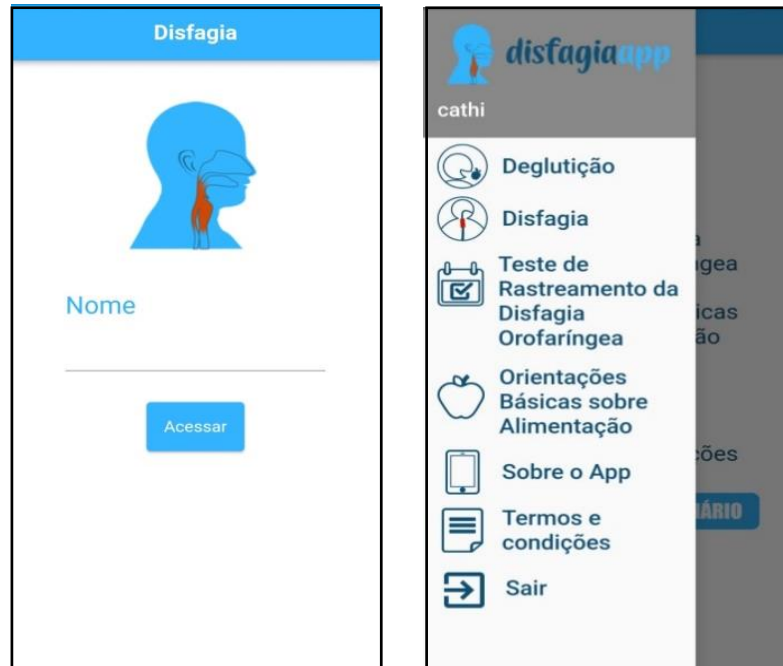 Disfagia
Nome
Acessar
disfagiaapp
cathi
Deglutição
Disfagia
Teste de
Rastreamento da
Disfagia
Orofaríngea
Orientações
Básicas sobre
Alimentação
Sobre o App
Termos e
condições
Sair